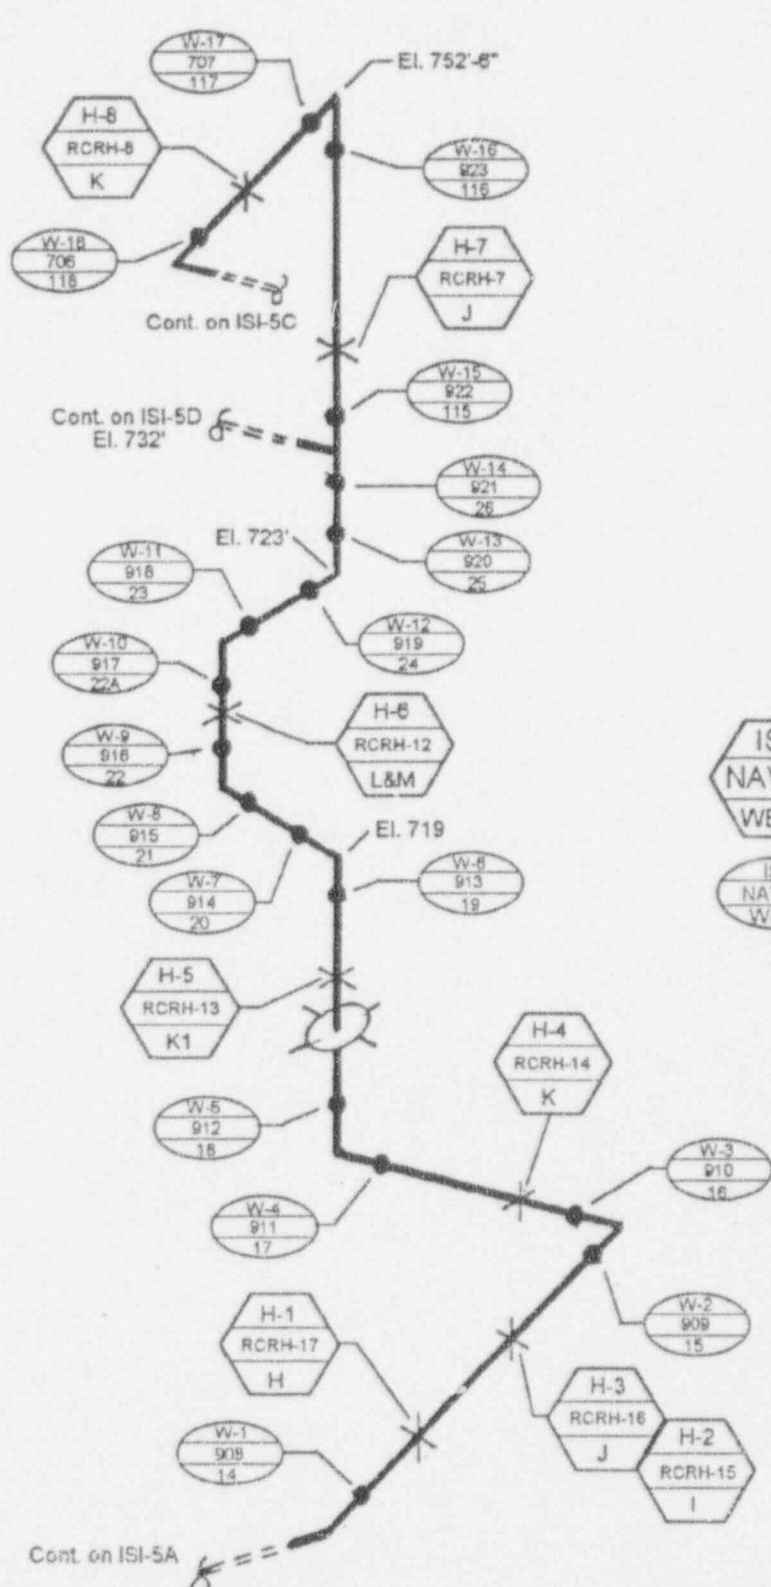 W-17
707
117
El. 752'-6"
H-8
RCRH-8
K
W-16
923
116
W-18
706
118
H-7
RCRH-7
J
Cont. on ISI-5C
W-15
922
115
Cont. on ISI-5D
El. 732'
W-14
921
26
El. 723'
W-13
920
25
W-11
918
23
W-12
919
24
W-10
917
22A
H-6
RCRH-12
L&M
W-9
916
22
W-8
915
21
El. 719
W-7
914
20
W-6
913
19
H-5
RCRH-13
K1
H-4
RCRH-14
K
W-5
912
18
W-3
910
16
W-4
911
17
W-2
909
15
H-1
RCRH-17
H
H-3
RCRH-16
J
H-2
RCRH-15
I
W-1
908
14
Cont. on ISI-5A